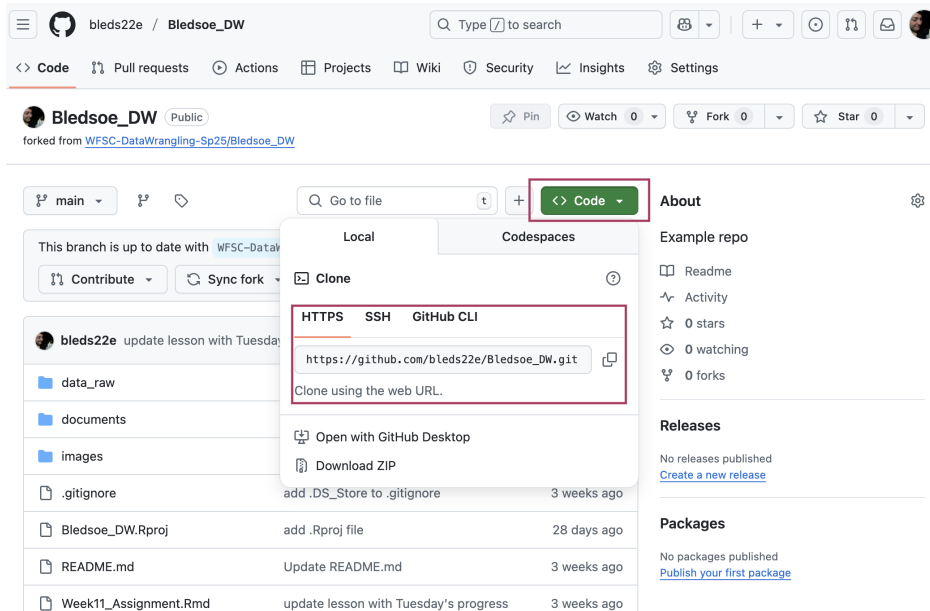 bleds22e / Bledsoe_DW
Type / to search
Code Pull requests Actions Projects Wiki Security Insights Settings
Bledsoe_DW Public
Pin Watch 0 Fork 0 Star 0
forked from WFSC-DataWrangling-Sp25/Bledsoe_DW
main
Go to file t
Code
This branch is up to date with WFSC-DataW
Contribute Sync fork
Local Codespaces
Clone
HTTPS SSH GitHub CLI
https://github.com/bleds22e/Bledsoe_DW.git
Clone using the web URL.
Open with GitHub Desktop
Download ZIP
bleds22e update lesson with Tuesday
data_raw
documents
images
.gitignore add .DS_Store to .gitignore 3 weeks ago
Bledsoe_DW.Rproj add .Rproj file 28 days ago
README.md Update README.md 3 weeks ago
Week11_Assignment.Rmd update lesson with Tuesday's progress 3 weeks ago
About
Example repo
Readme
Activity
0 stars
0 watching
0 forks
Releases
No releases published
Create a new release
Packages
No packages published
Publish your first package